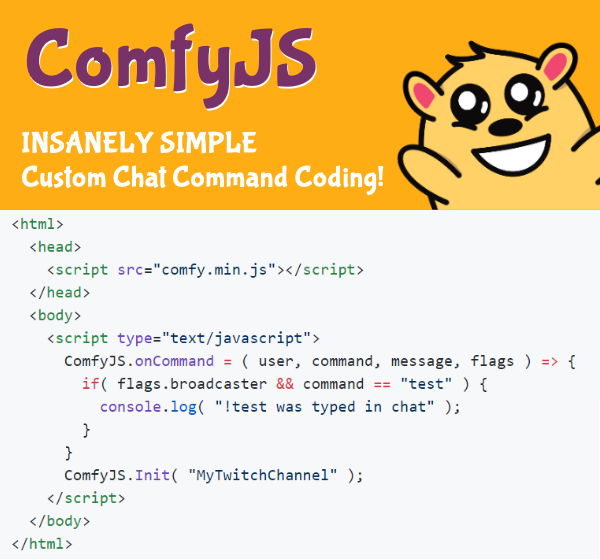 ComfyJS
INSANELY SIMPLE
Custom Chat Command Coding!
<html>
  <head>
    <script src="comfy.min.js"></script>
  </head>
  <body>
    <script type="text/javascript">
      ComfyJS.onCommand = ( user, command, message, flags ) => {
        if( flags.broadcaster && command == "test" ) {
          console.log( "!test was typed in chat" );
        }
      }
      ComfyJS.Init( "MyTwitchChannel" );
    </script>
  </body>
</html>